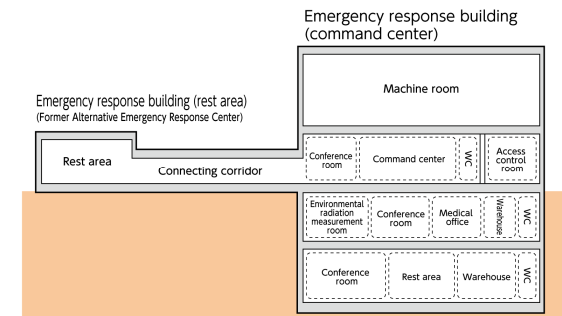 Emergency response building
(command center)
Machine room
Emergency response building (rest area)
(Former Alternative Emergency Response Center)
Rest area
Connecting corridor
Conference
room
Command center
WC
Access
control
room
Environmental
radiation
measurement
room
Conference
room
Medical
office
Warehouse
WC
Conference
room
Rest area
Warehouse
WC